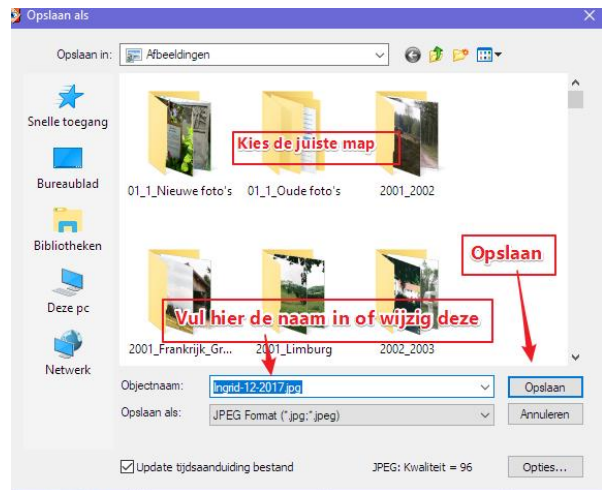 Opslaan als
Opslaan in: Afbeeldingen
Snelle toegang
Bureaublad
Bibliotheken
Deze pc
Netwerk
Kies de juiste map
01_1_Nieuwe foto's 01_1_Oude foto's 2001_2002
Opslaan
Vul hier de naam in of wijzig deze
2001_Frankrijk_Gr... 2001_Limburg 2002_2003
Objectnaam: Ingrid-12-2017.jpg Opslaan
Opslaan als: JPEG Format (*.jpg;*.jpeg) Annuleren
Update tijdsaanduiding bestand JPEG: Kwaliteit = 96 Opties...